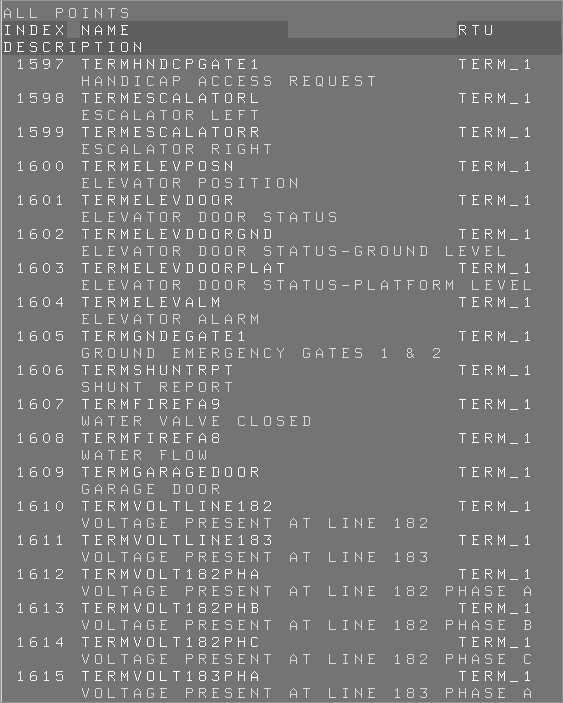 ALL POINTS
INDEX NAME RTU
DESCRIPTION
1597 TERMHNDCPGATE1 TERM_1
HANDICAP ACCESS REQUEST
1598 TERMESCALATORL TERM_1
ESCALATOR LEFT
1599 TERMESCALATORR TERM_1
ESCALATOR RIGHT
1600 TERMELEVPOSN TERM_1
ELEVATOR POSITION
1601 TERMELEVDOOR TERM_1
ELEVATOR DOOR STATUS
1602 TERMELEVDOORGND TERM_1
ELEVATOR DOOR STATUS-GROUND LEVEL
1603 TERMELEVDOORPLAT TERM_1
ELEVATOR DOOR STATUS-PLATFORM LEVEL
1604 TERMELEVALM TERM_1
ELEVATOR ALARM
1605 TERMGNDEGATE1 TERM_1
GROUND EMERGENCY GATES 1 & 2
1606 TERMSHUNTRPT TERM_1
SHUNT REPORT
1607 TERMFIREFA9 TERM_1
WATER VALVE CLOSED
1608 TERMFIREFA8 TERM_1
WATER FLOW
1609 TERMGARAGEDOOR TERM_1
GARAGE DOOR
1610 TERMVOLTLINE182 TERM_1
VOLTAGE PRESENT AT LINE 182
1611 TERMVOLTLINE183 TERM_1
VOLTAGE PRESENT AT LINE 183
1612 TERMVOLT182PHA TERM_1
VOLTAGE PRESENT AT LINE 182 PHASE A
1613 TERMVOLT182PHB TERM_1
VOLTAGE PRESENT AT LINE 182 PHASE B
1614 TERMVOLT182PHC TERM_1
VOLTAGE PRESENT AT LINE 182 PHASE C
1615 TERMVOLT183PHA TERM_1
VOLTAGE PRESENT AT LINE 183 PHASE A